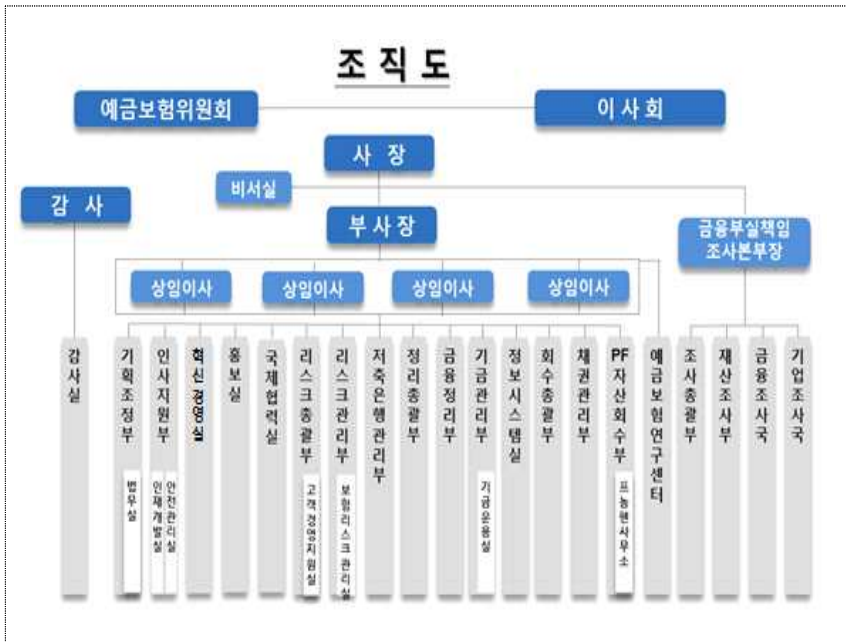 조직도
예금보험위원회
이사회
사장
비서실
감사
부사장
금융부실책임
조사본부장
상임이사
상임이사
상임이사
상임이사
감사실
기획조정부
법무실
인사지원부
인재개발실
안전관리실
혁신경영실
홍보실
국제협력실
리스크총괄부
고객경영지원실
리스크관리부
보험리스크관리실
저축은행관리부
정리총괄부
금융정리부
기금관리부
기금운용실
정보시스템실
회수총괄부
채권관리부
PF자산회수부
프놈펜사무소
예금보험연구센터
조사총괄부
재산조사부
금융조사국
기업조사국